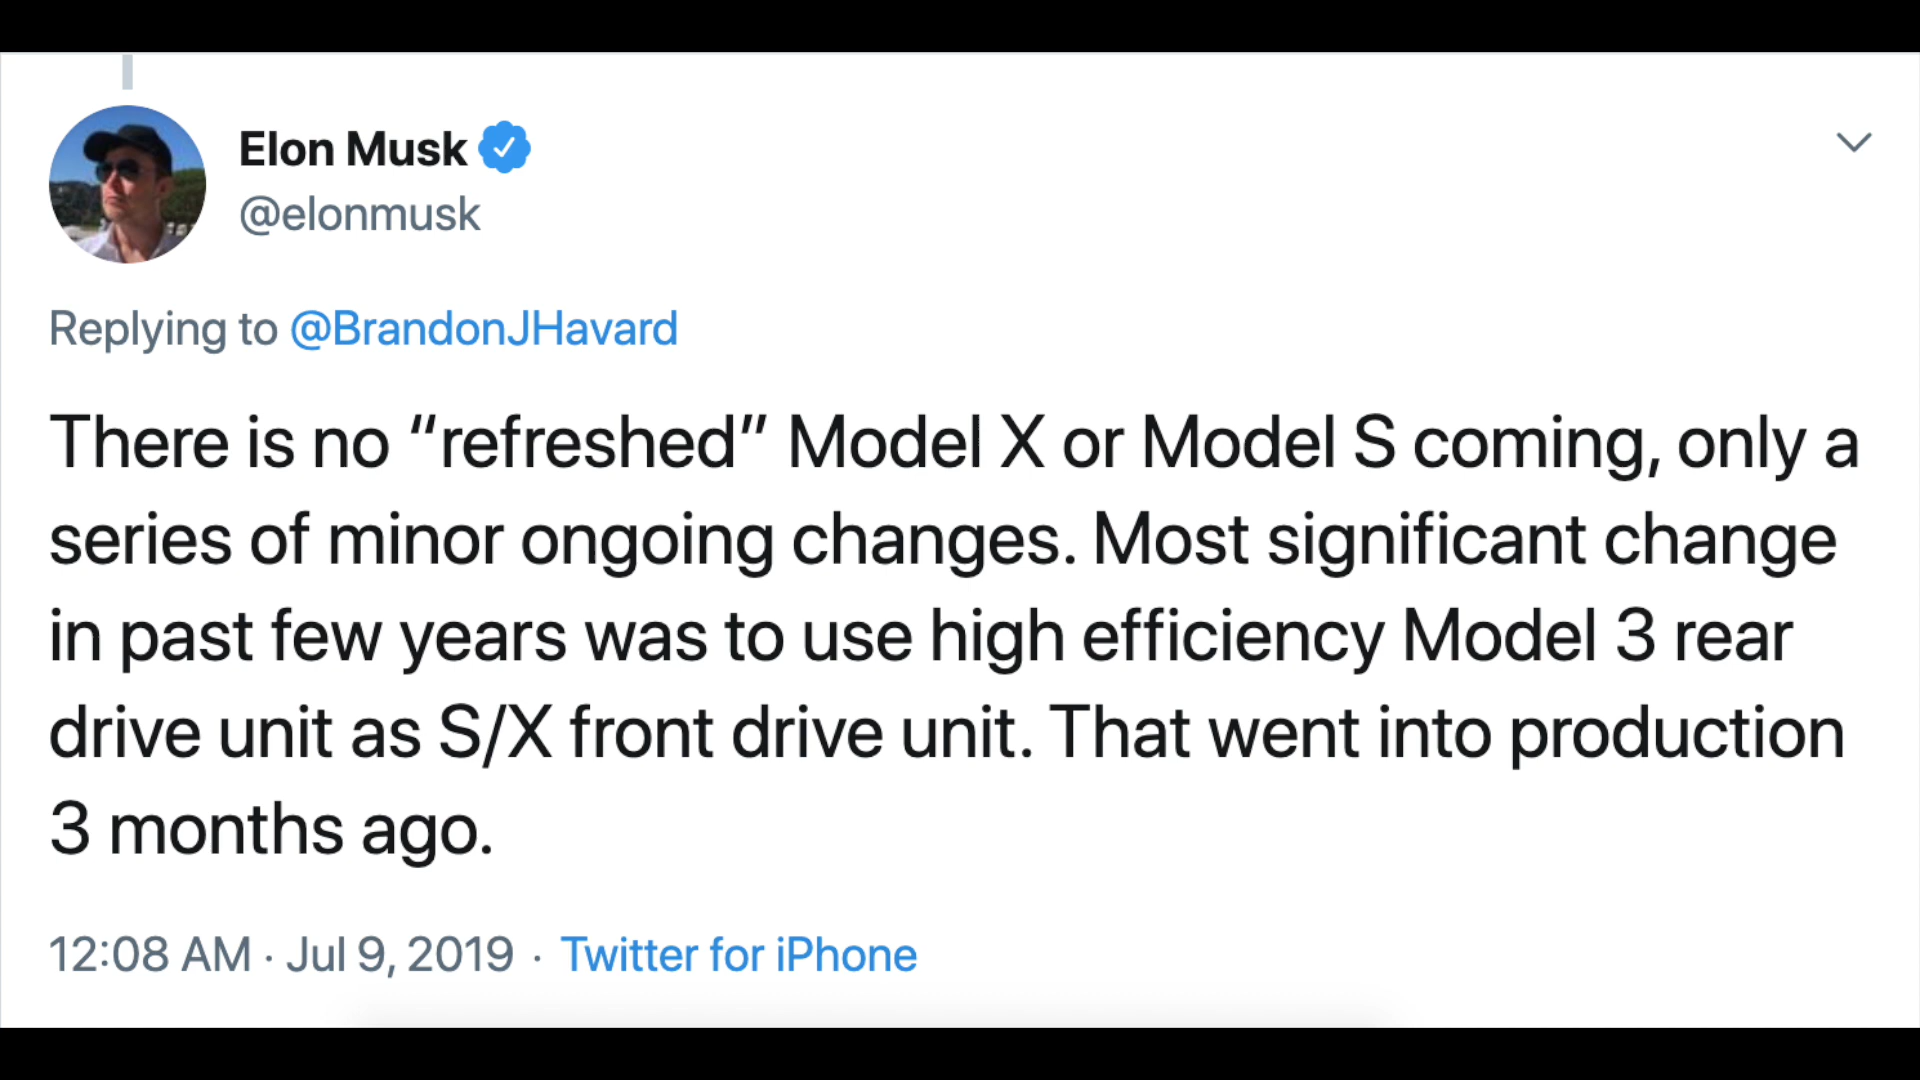 Elon Musk
@elonmusk
Replying to @BrandonJHavard
There is no “refreshed” Model X or Model S coming, only a
series of minor ongoing changes. Most significant change
in past few years was to use high efficiency Model 3 rear
drive unit as S/X front drive unit. That went into production
3 months ago.
12:08 AM · Jul 9, 2019 · Twitter for iPhone